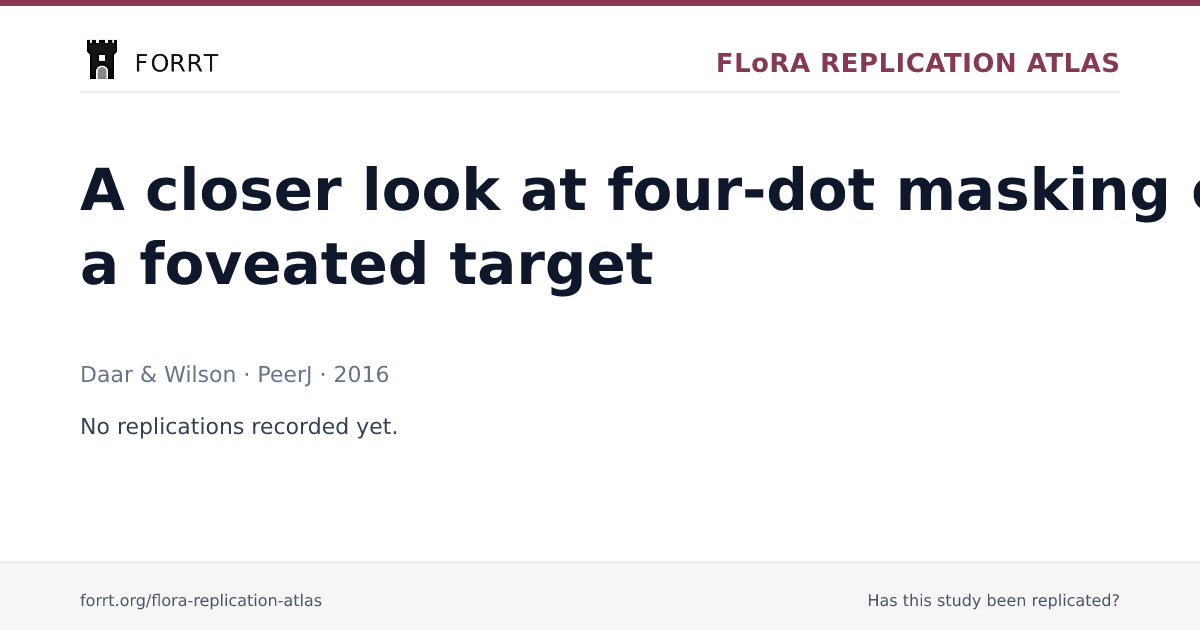 FORRT
FLoRA REPLICATION ATLAS
A closer look at four-dot masking
a foveated target
Daar & Wilson · PeerJ · 2016
No replications recorded yet.
forrt.org/flora-replication-atlas
Has this study been replicated?